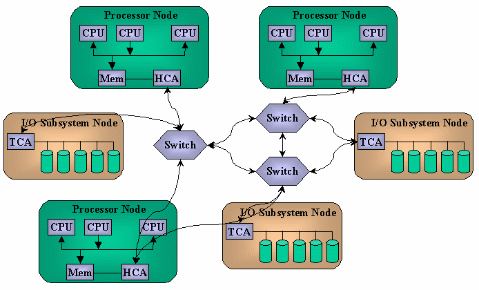 Processor Node
CPU CPU CPU
Mem HCA
Processor Node
CPU CPU CPU
Mem HCA
I/O Subsystem Node
TCA
Switch
Switch
Switch
I/O Subsystem Node
TCA
Processor Node
CPU CPU CPU
Mem HCA
I/O Subsystem Node
TCA